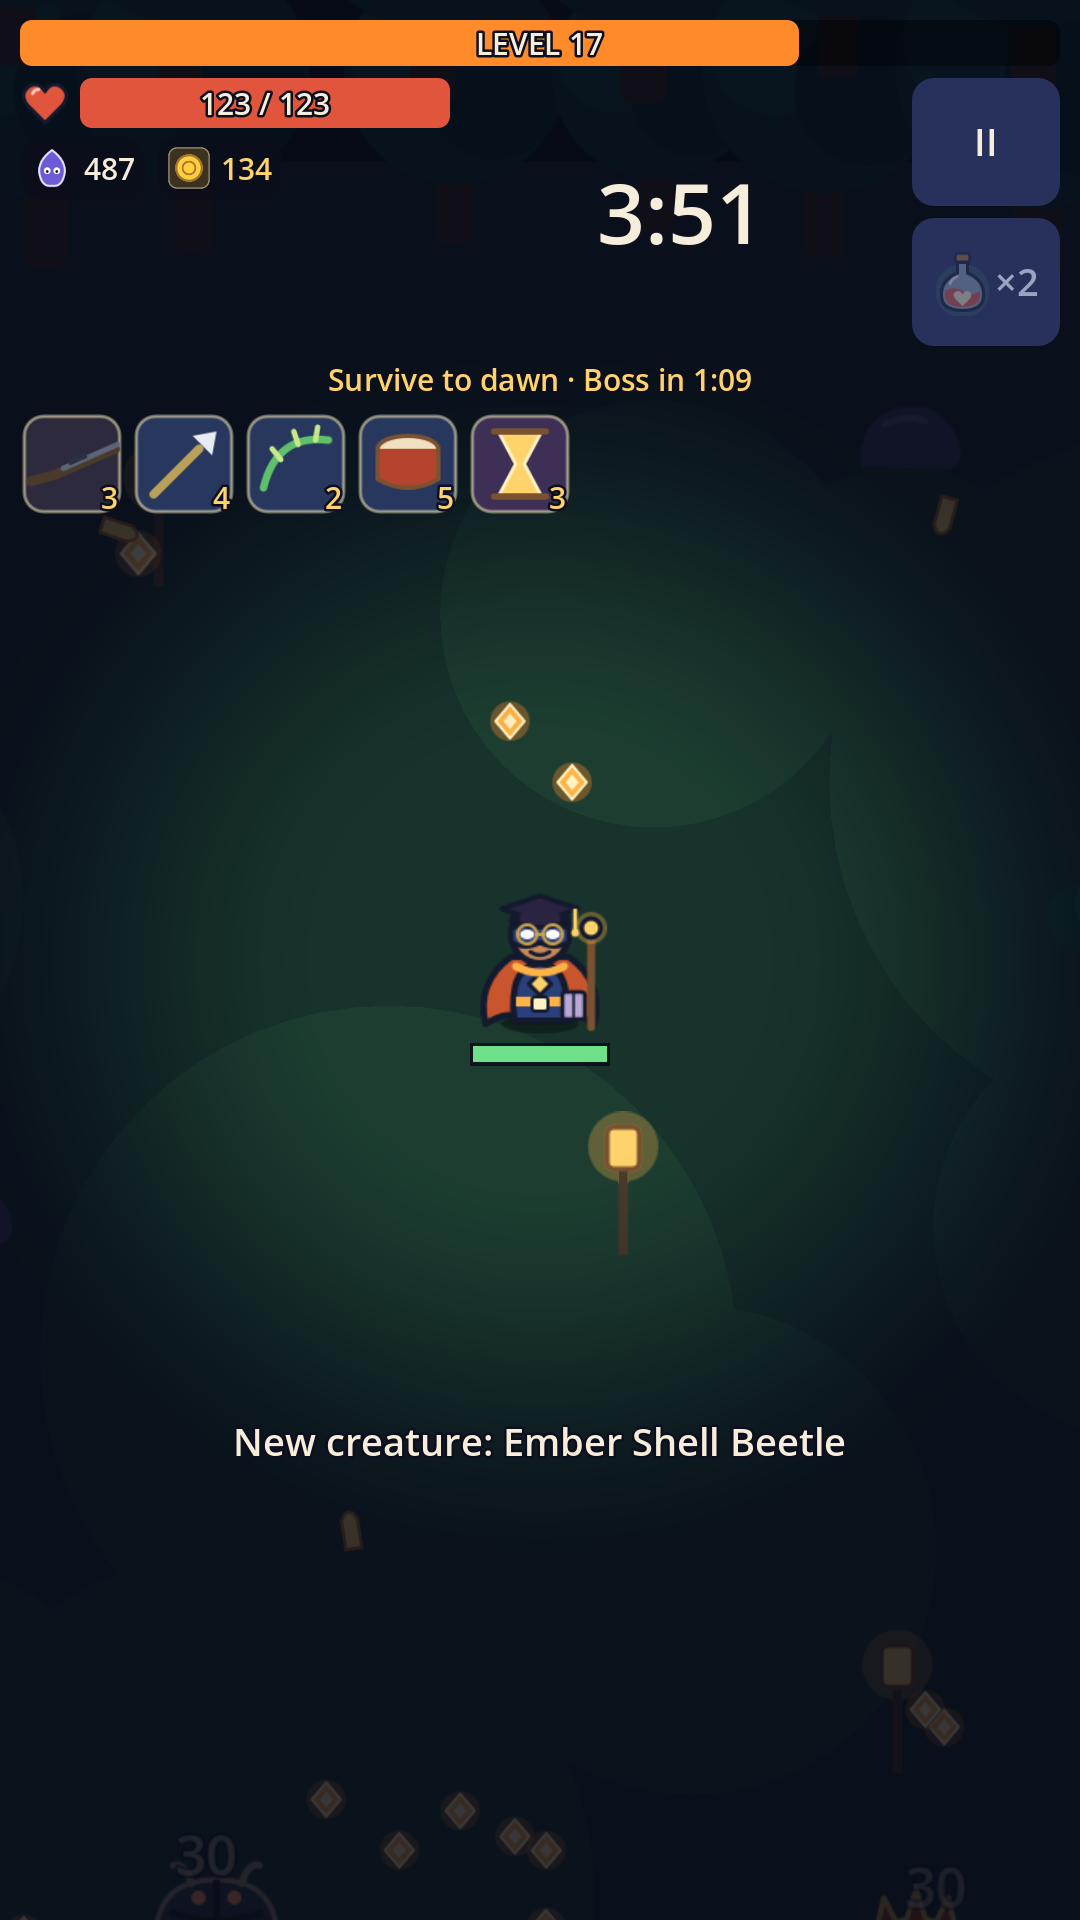 LEVEL 17
123 / 123
487 134
3:51
×2
Survive to dawn · Boss in 1:09
3 4 2 5 3
New creature: Ember Shell Beetle
30
30